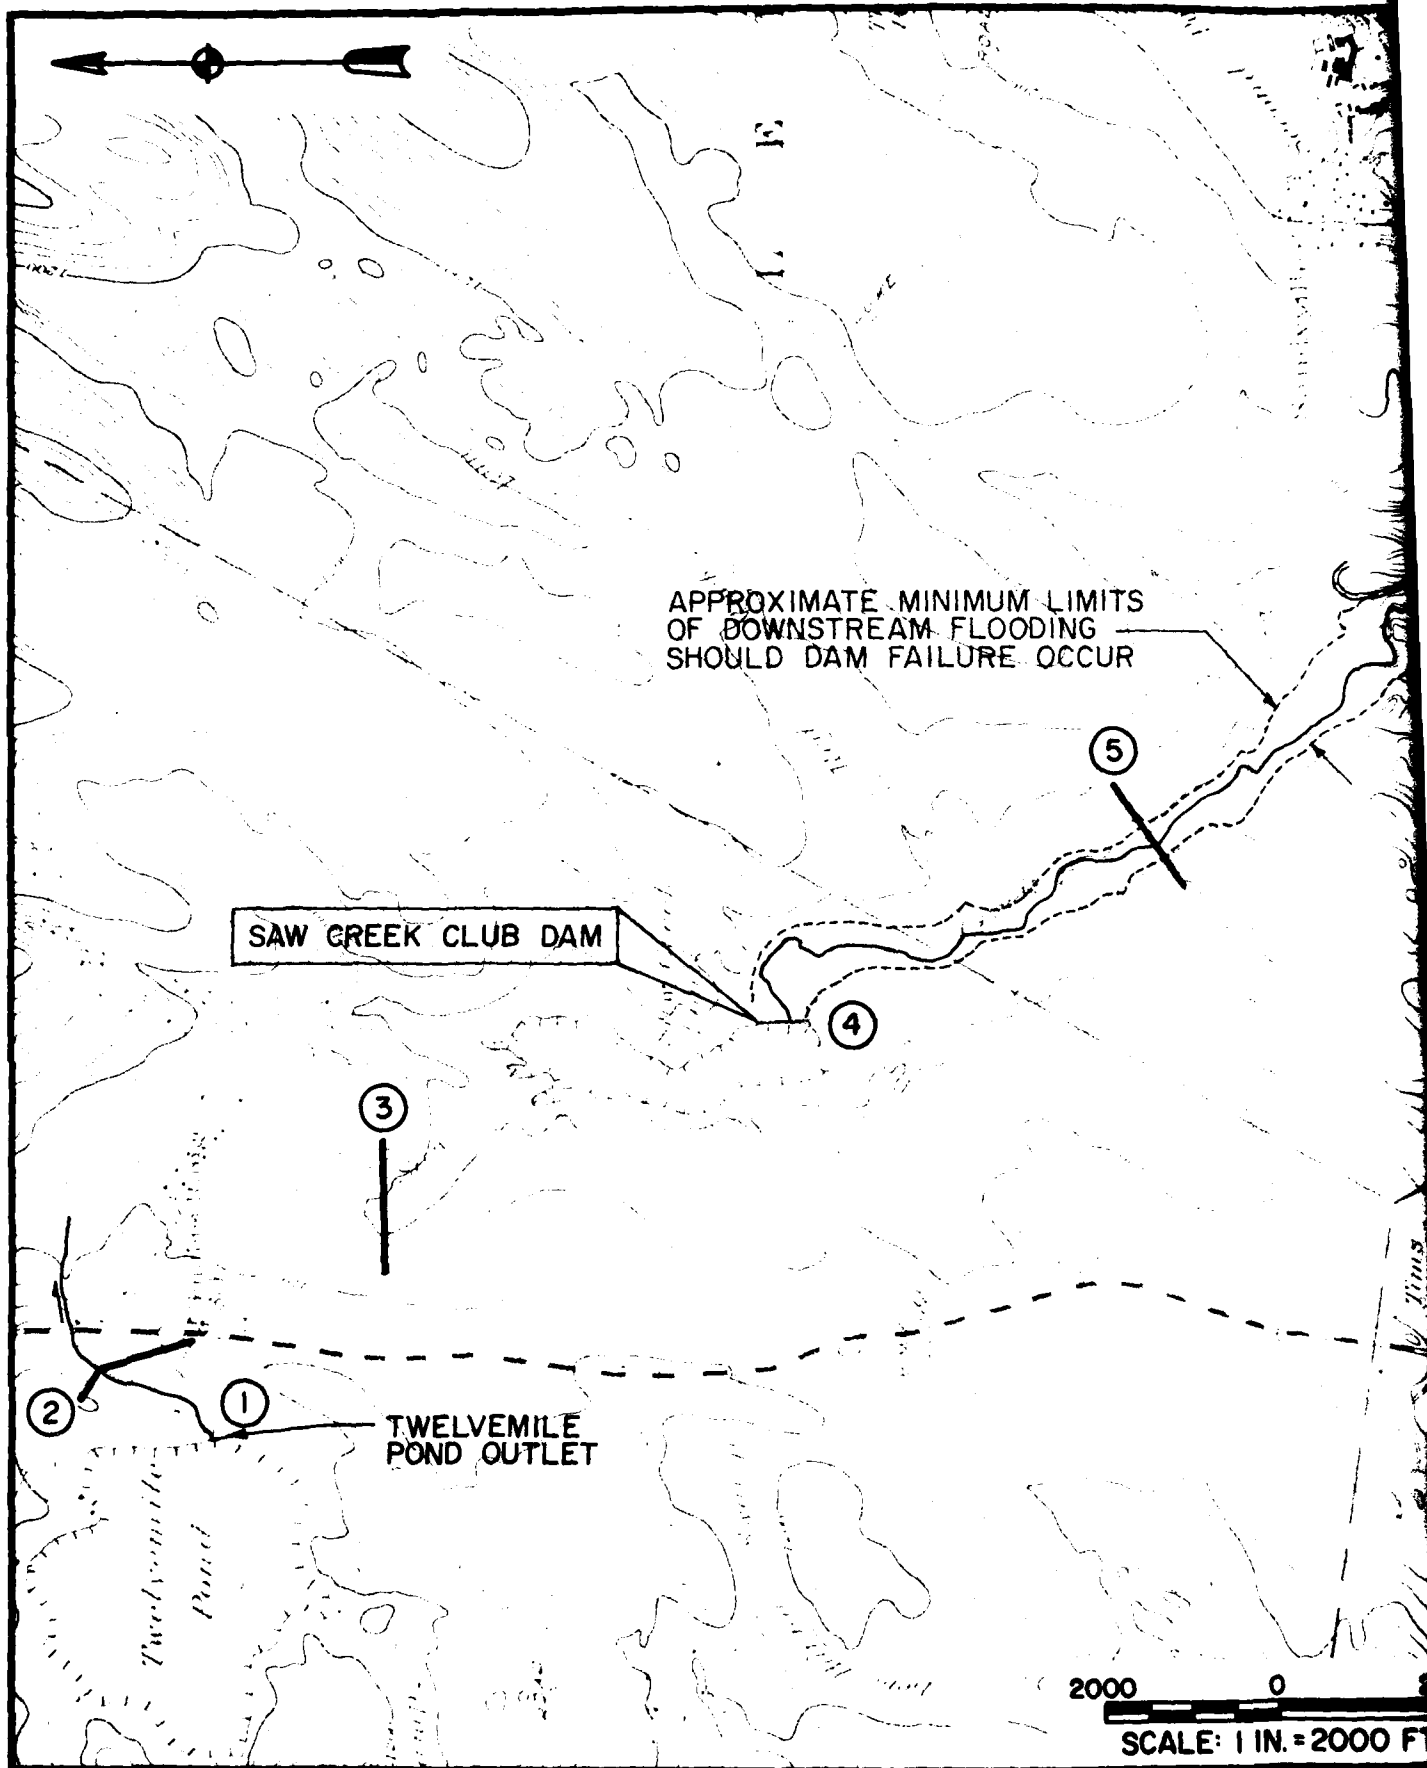 L E
APPROXIMATE MINIMUM LIMITS
OF DOWNSTREAM FLOODING
SHOULD DAM FAILURE OCCUR
5
SAW CREEK CLUB DAM
4
3
2
1
TWELVEMILE
POND OUTLET
Twelvemile
Pond
2000 0
SCALE: 1 IN. = 2000 FT